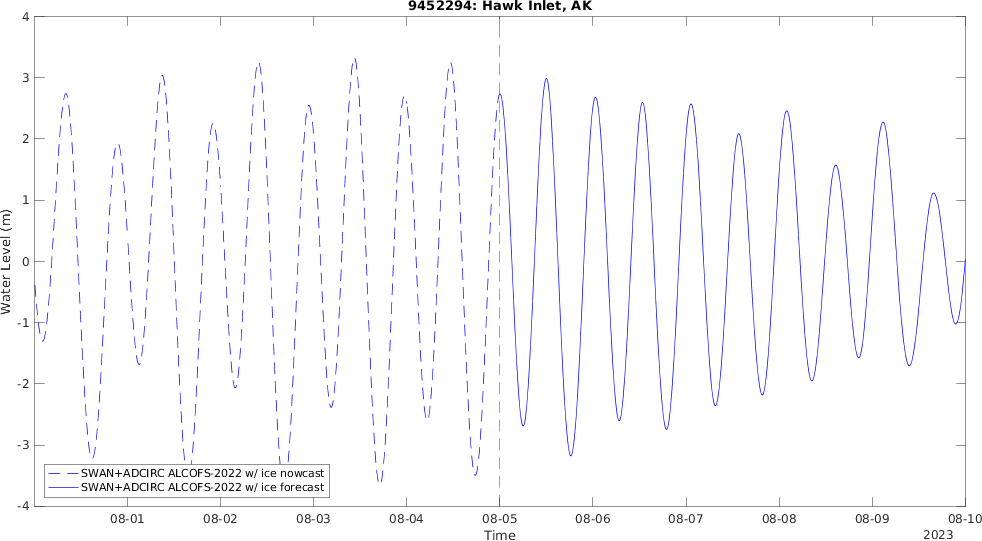 9452294: Hawk Inlet, AK
4
3
2
1
0
-1
-2
-3
-4
Water Level (m)
SWAN+ADCIRC ALCOFS-2022 w/ ice nowcast
SWAN+ADCIRC ALCOFS-2022 w/ ice forecast
08-01 08-02 08-03 08-04 08-05 08-06 08-07 08-08 08-09 08-10
Time
2023